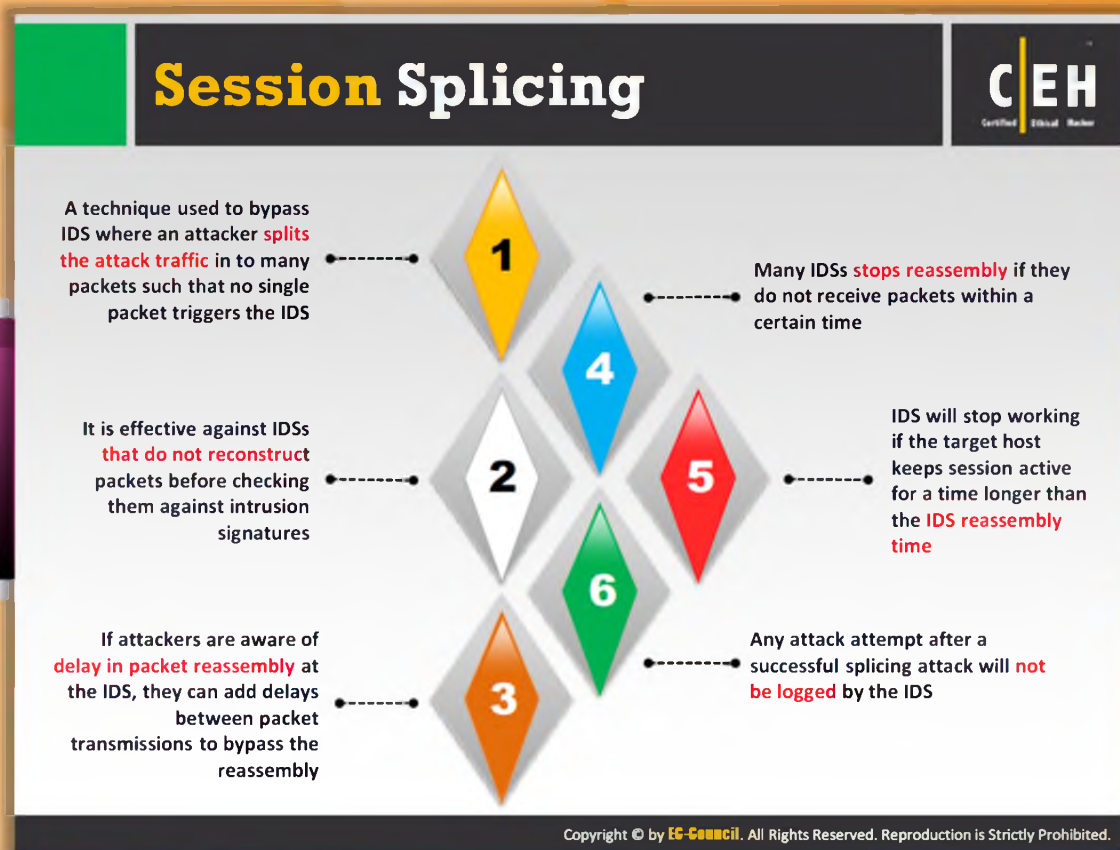 Session Splicing
C EH
Certified Ethical Hacker
A technique used to bypass
IDS where an attacker splits
the attack traffic in to many
packets such that no single
packet triggers the IDS
1
It is effective against IDSs
that do not reconstruct
packets before checking
them against intrusion
signatures
2
If attackers are aware of
delay in packet reassembly at
the IDS, they can add delays
between packet
transmissions to bypass the
reassembly
3
4
Many IDSs stops reassembly if they
do not receive packets within a
certain time
5
IDS will stop working
if the target host
keeps session active
for a time longer than
the IDS reassembly
time
6
Any attack attempt after a
successful splicing attack will not
be logged by the IDS
Copyright © by EC-Council. All Rights Reserved. Reproduction is Strictly Prohibited.